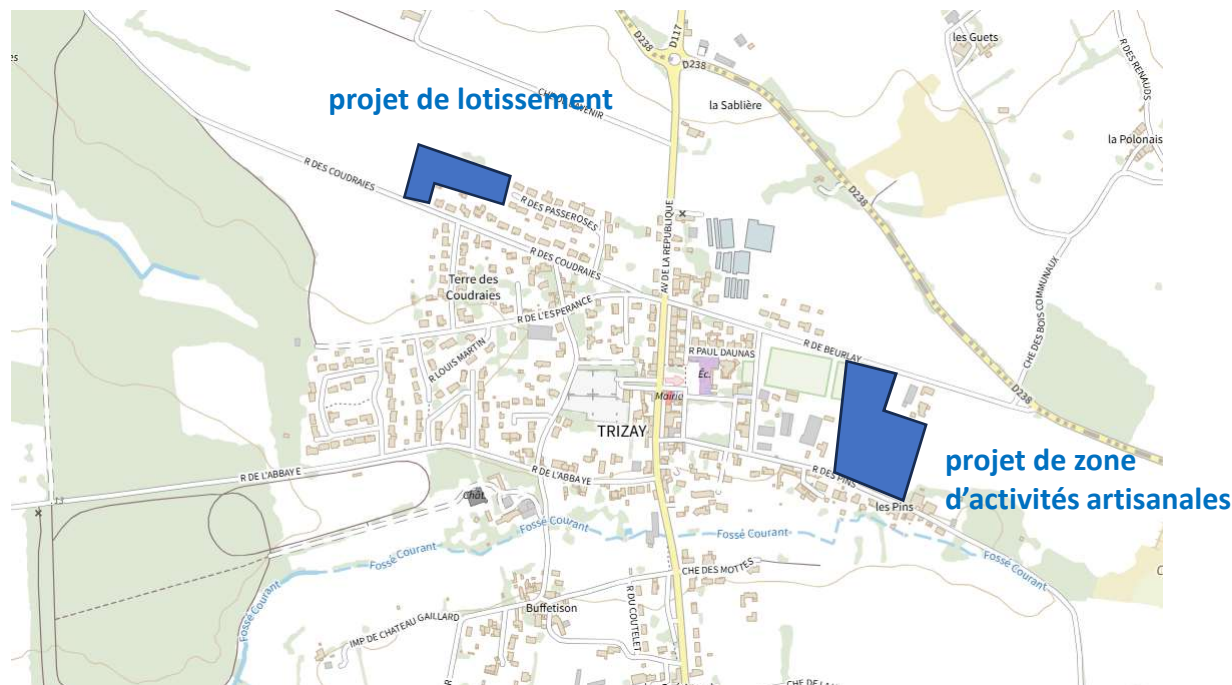 D238
D117
D238
les Guets
R DES RENAUDS
projet de lotissement
CHE DE L'AVENIR
la Sablière
la Polonais
R DES COUDRAIES
D238
R DES PASSEROSES
AV DE LA REPUBLIQUE
R DES COUDRAIES
CHE DES BOIS COMMUNAUX
Terre des
Coudraies
R DE L'ESPERANCE
R DE BEURLAY
R PAUL DAUNAS
R LOUIS MARTIN
Éc.
D238
Mairie
TRIZAY
projet de zone
d'activités artisanales
R DE L'ABBAYE
R DE L'ABBAYE
R DES PINS
les Pins
Chât.
13
Fossé Courant
Fossé Courant
Fossé Courant
Fossé Courant
Fossé Courant
CHE DES MOTTES
Buffetison
R DU COUTELET
IMP DE CHATEAU GAILLARD